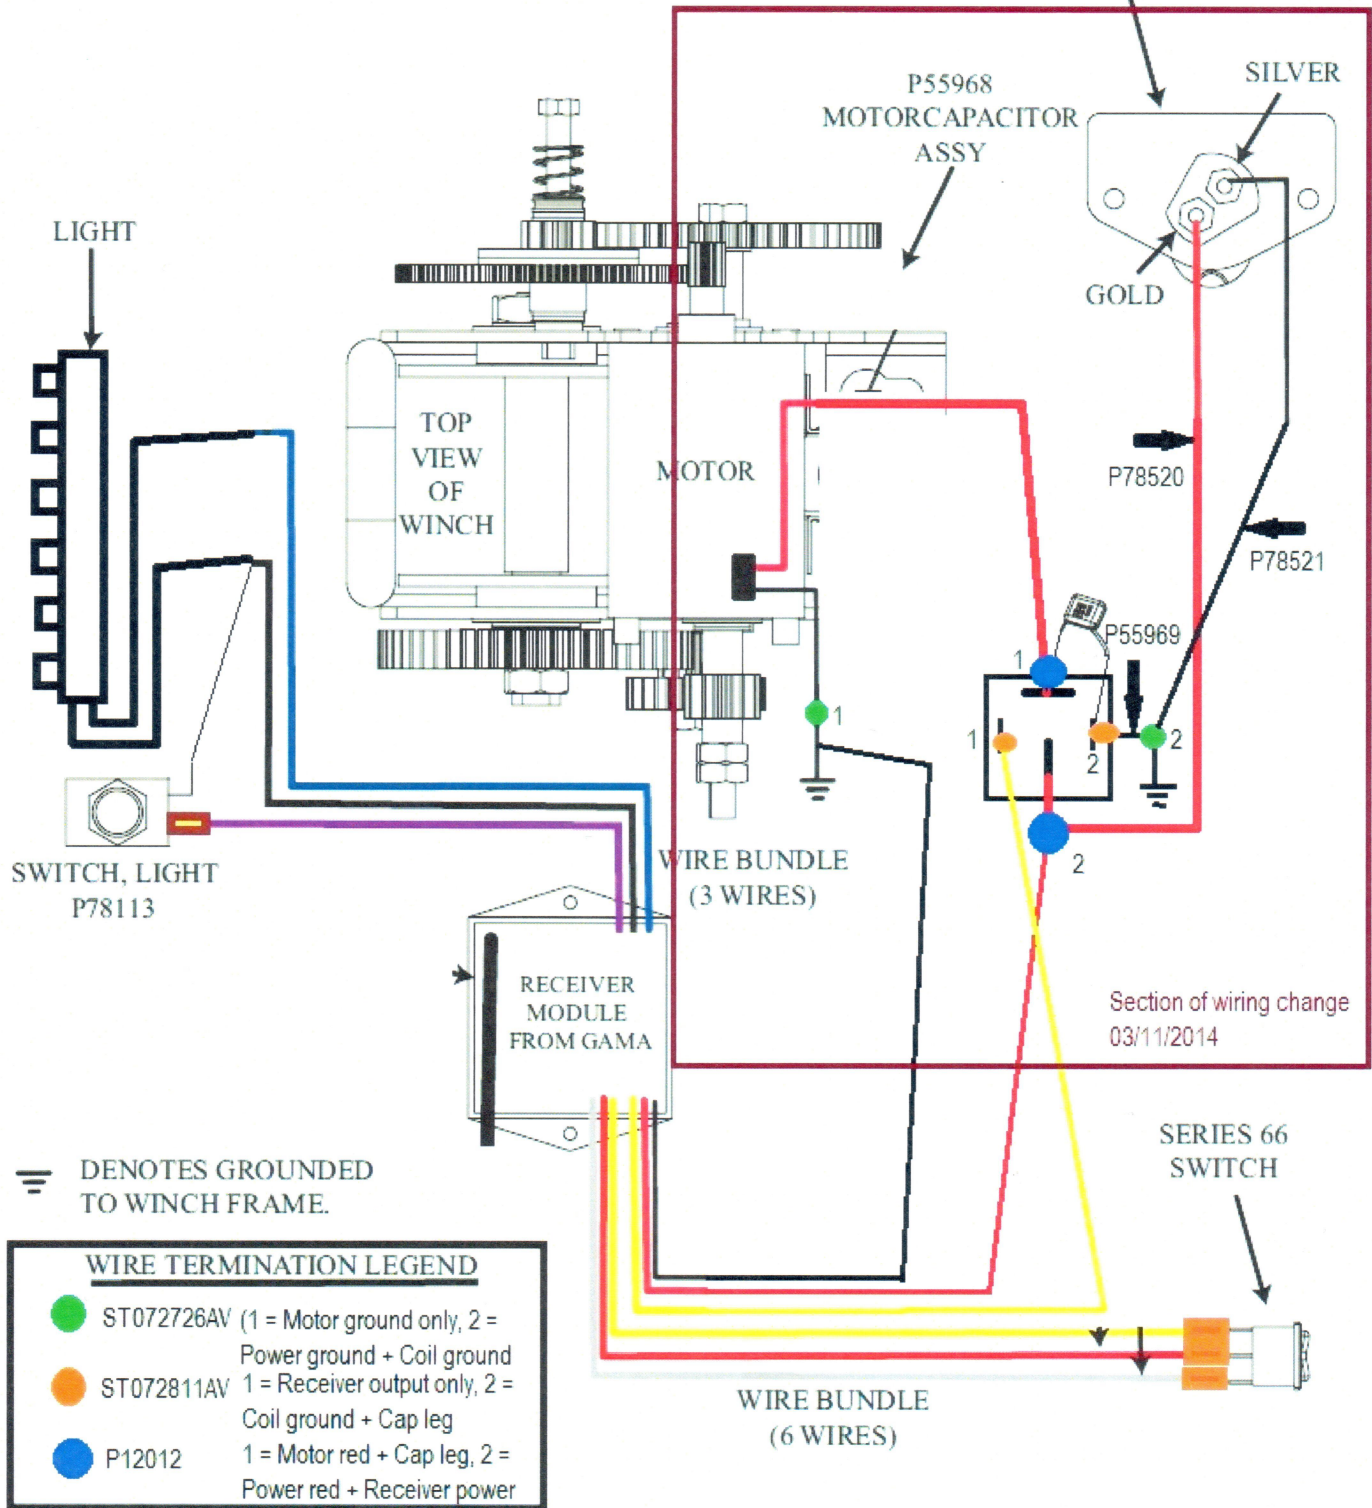 SILVER
P55968
MOTORCAPACITOR
ASSY
LIGHT
GOLD
TOP
VIEW
OF
WINCH
MOTOR
P78520
P78521
P55969
1
1
1
2
2
2
SWITCH, LIGHT
P78113
WIRE BUNDLE
(3 WIRES)
RECEIVER
MODULE
FROM GAMA
Section of wiring change
03/11/2014
SERIES 66
SWITCH
DENOTES GROUNDED
TO WINCH FRAME.
WIRE TERMINATION LEGEND
ST072726AV (1 = Motor ground only, 2 =
Power ground + Coil ground
ST072811AV 1 = Receiver output only, 2 =
Coil ground + Cap leg
P12012 1 = Motor red + Cap leg, 2 =
Power red + Receiver power
WIRE BUNDLE
(6 WIRES)